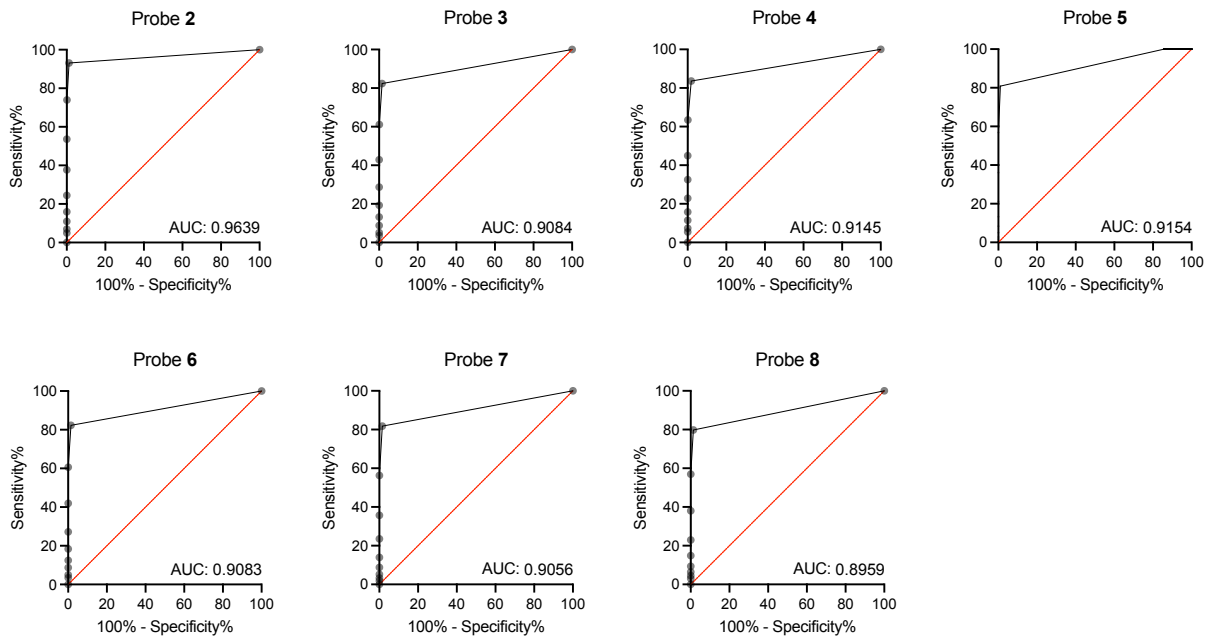 Probe 2
100
80
60
40
20
0
Sensitivity%
AUC: 0.9639
0 20 40 60 80 100
100% - Specificity%
Probe 3
100
80
60
40
20
0
Sensitivity%
AUC: 0.9084
0 20 40 60 80 100
100% - Specificity%
Probe 4
100
80
60
40
20
0
Sensitivity%
AUC: 0.9145
0 20 40 60 80 100
100% - Specificity%
Probe 5
100
80
60
40
20
0
Sensitivity%
AUC: 0.9154
0 20 40 60 80 100
100% - Specificity%
Probe 6
100
80
60
40
20
0
Sensitivity%
AUC: 0.9083
0 20 40 60 80 100
100% - Specificity%
Probe 7
100
80
60
40
20
0
Sensitivity%
AUC: 0.9056
0 20 40 60 80 100
100% - Specificity%
Probe 8
100
80
60
40
20
0
Sensitivity%
AUC: 0.8959
0 20 40 60 80 100
100% - Specificity%